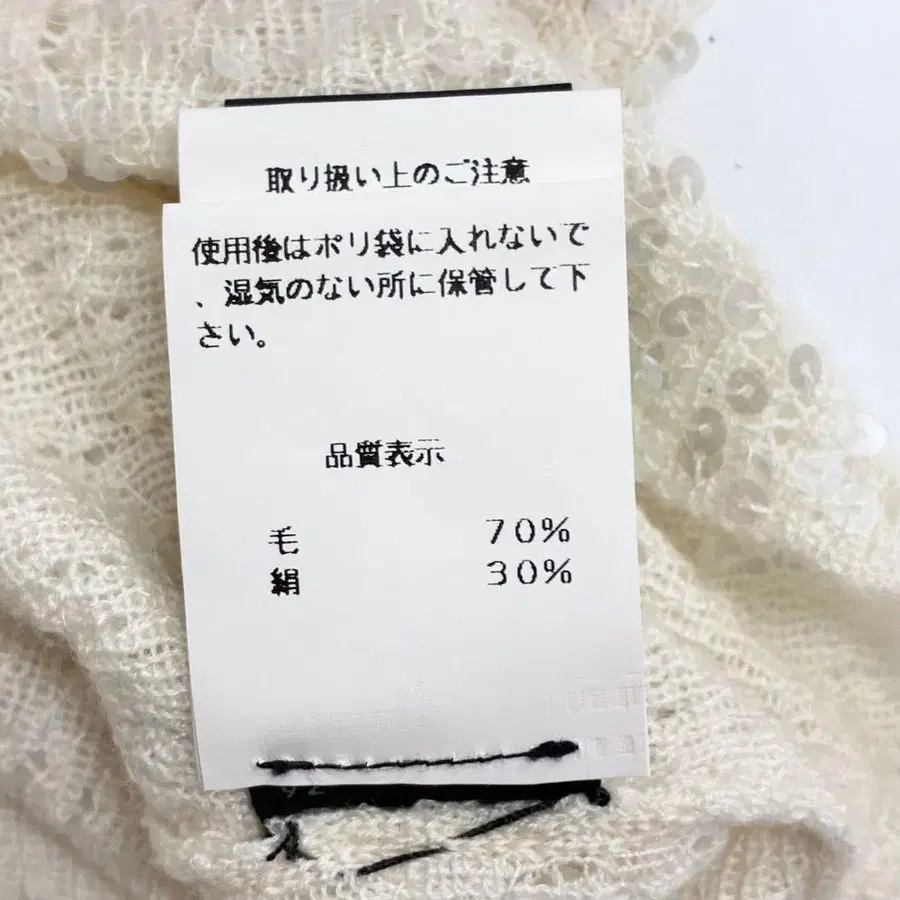 取り扱い上のご注意
使用後はポリ袋に入れないで
、湿気のない所に保管して下
さい。
品質表示
毛 70%
絹 30%